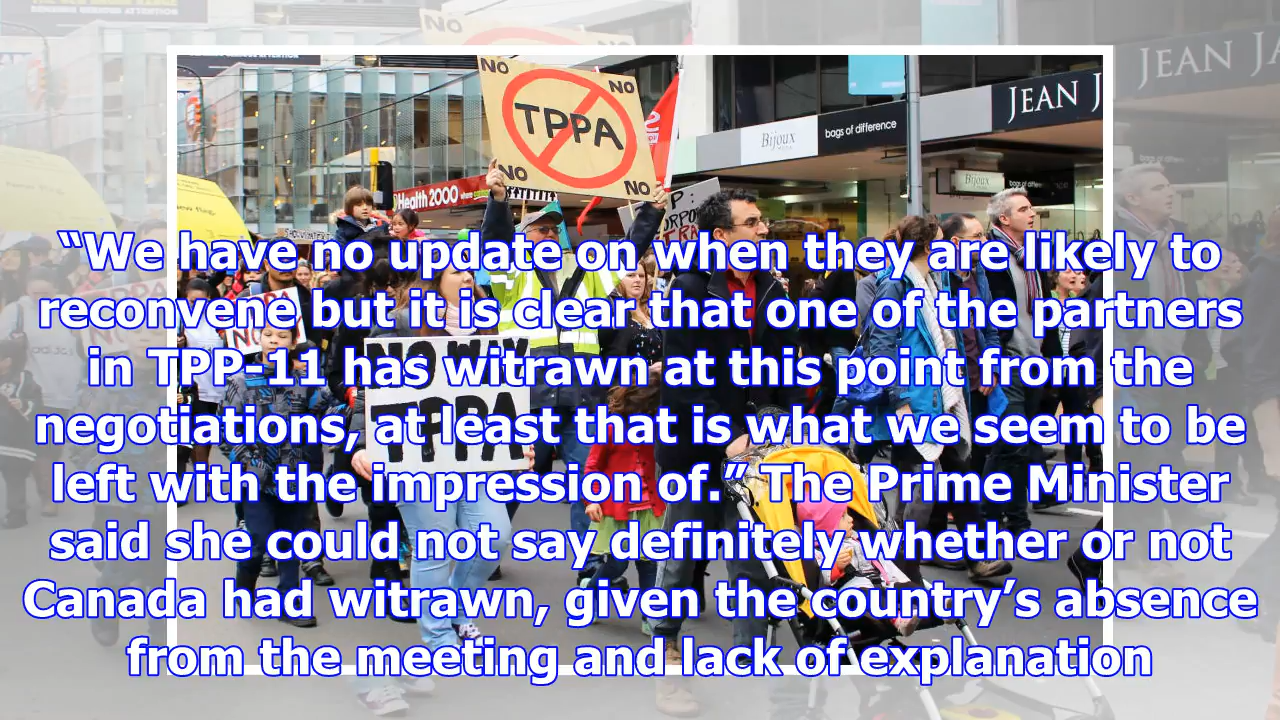 NO
NO
NO
TPPA
NO
NO
JEAN J
JEAN JA
Bijoux
bags of difference
Health 2000
Bijoux
“We have no update on when they are likely to
reconvene but it is clear that one of the partners
in TPP-11 has witrawn at this point from the
negotiations, at least that is what we seem to be
left with the impression of.” The Prime Minister
said she could not say definitely whether or not
Canada had witrawn, given the country’s absence
from the meeting and lack of explanation
NO WAY
TPPA